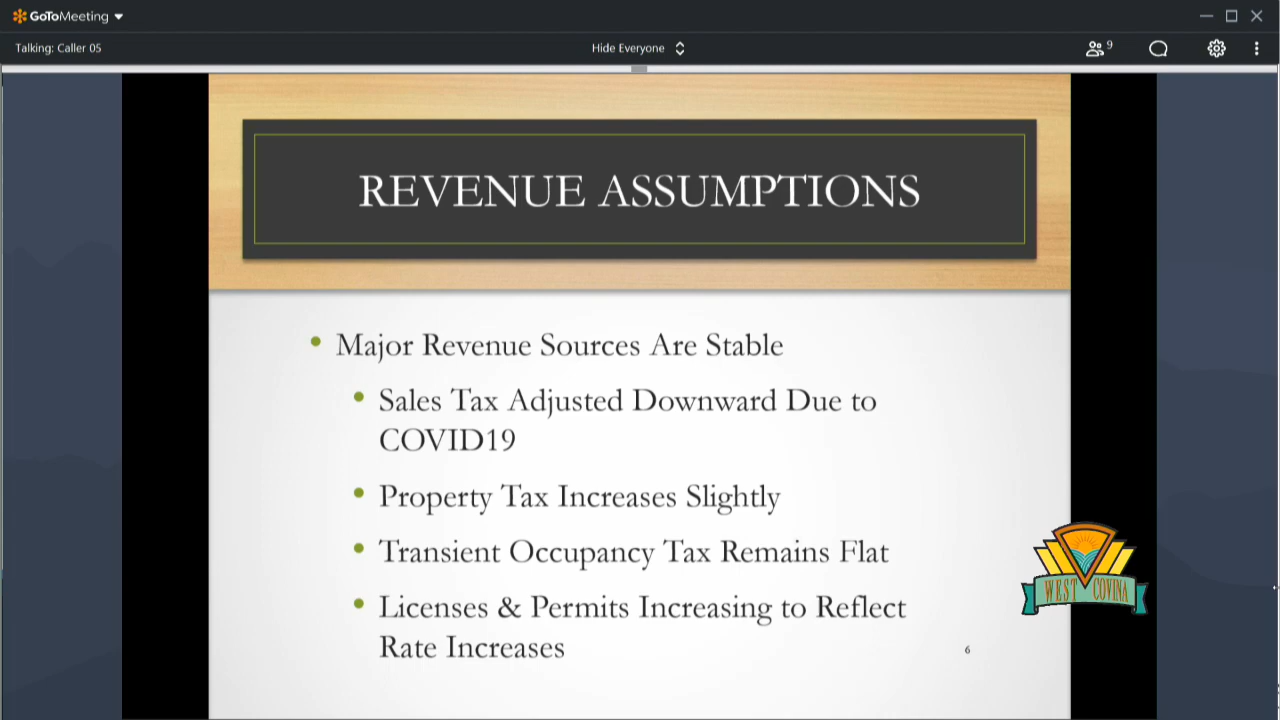 GoToMeeting
Talking: Caller 05
Hide Everyone
9
REVENUE ASSUMPTIONS
• Major Revenue Sources Are Stable
• Sales Tax Adjusted Downward Due to
COVID19
• Property Tax Increases Slightly
• Transient Occupancy Tax Remains Flat
• Licenses & Permits Increasing to Reflect
Rate Increases
WEST COVINA
6